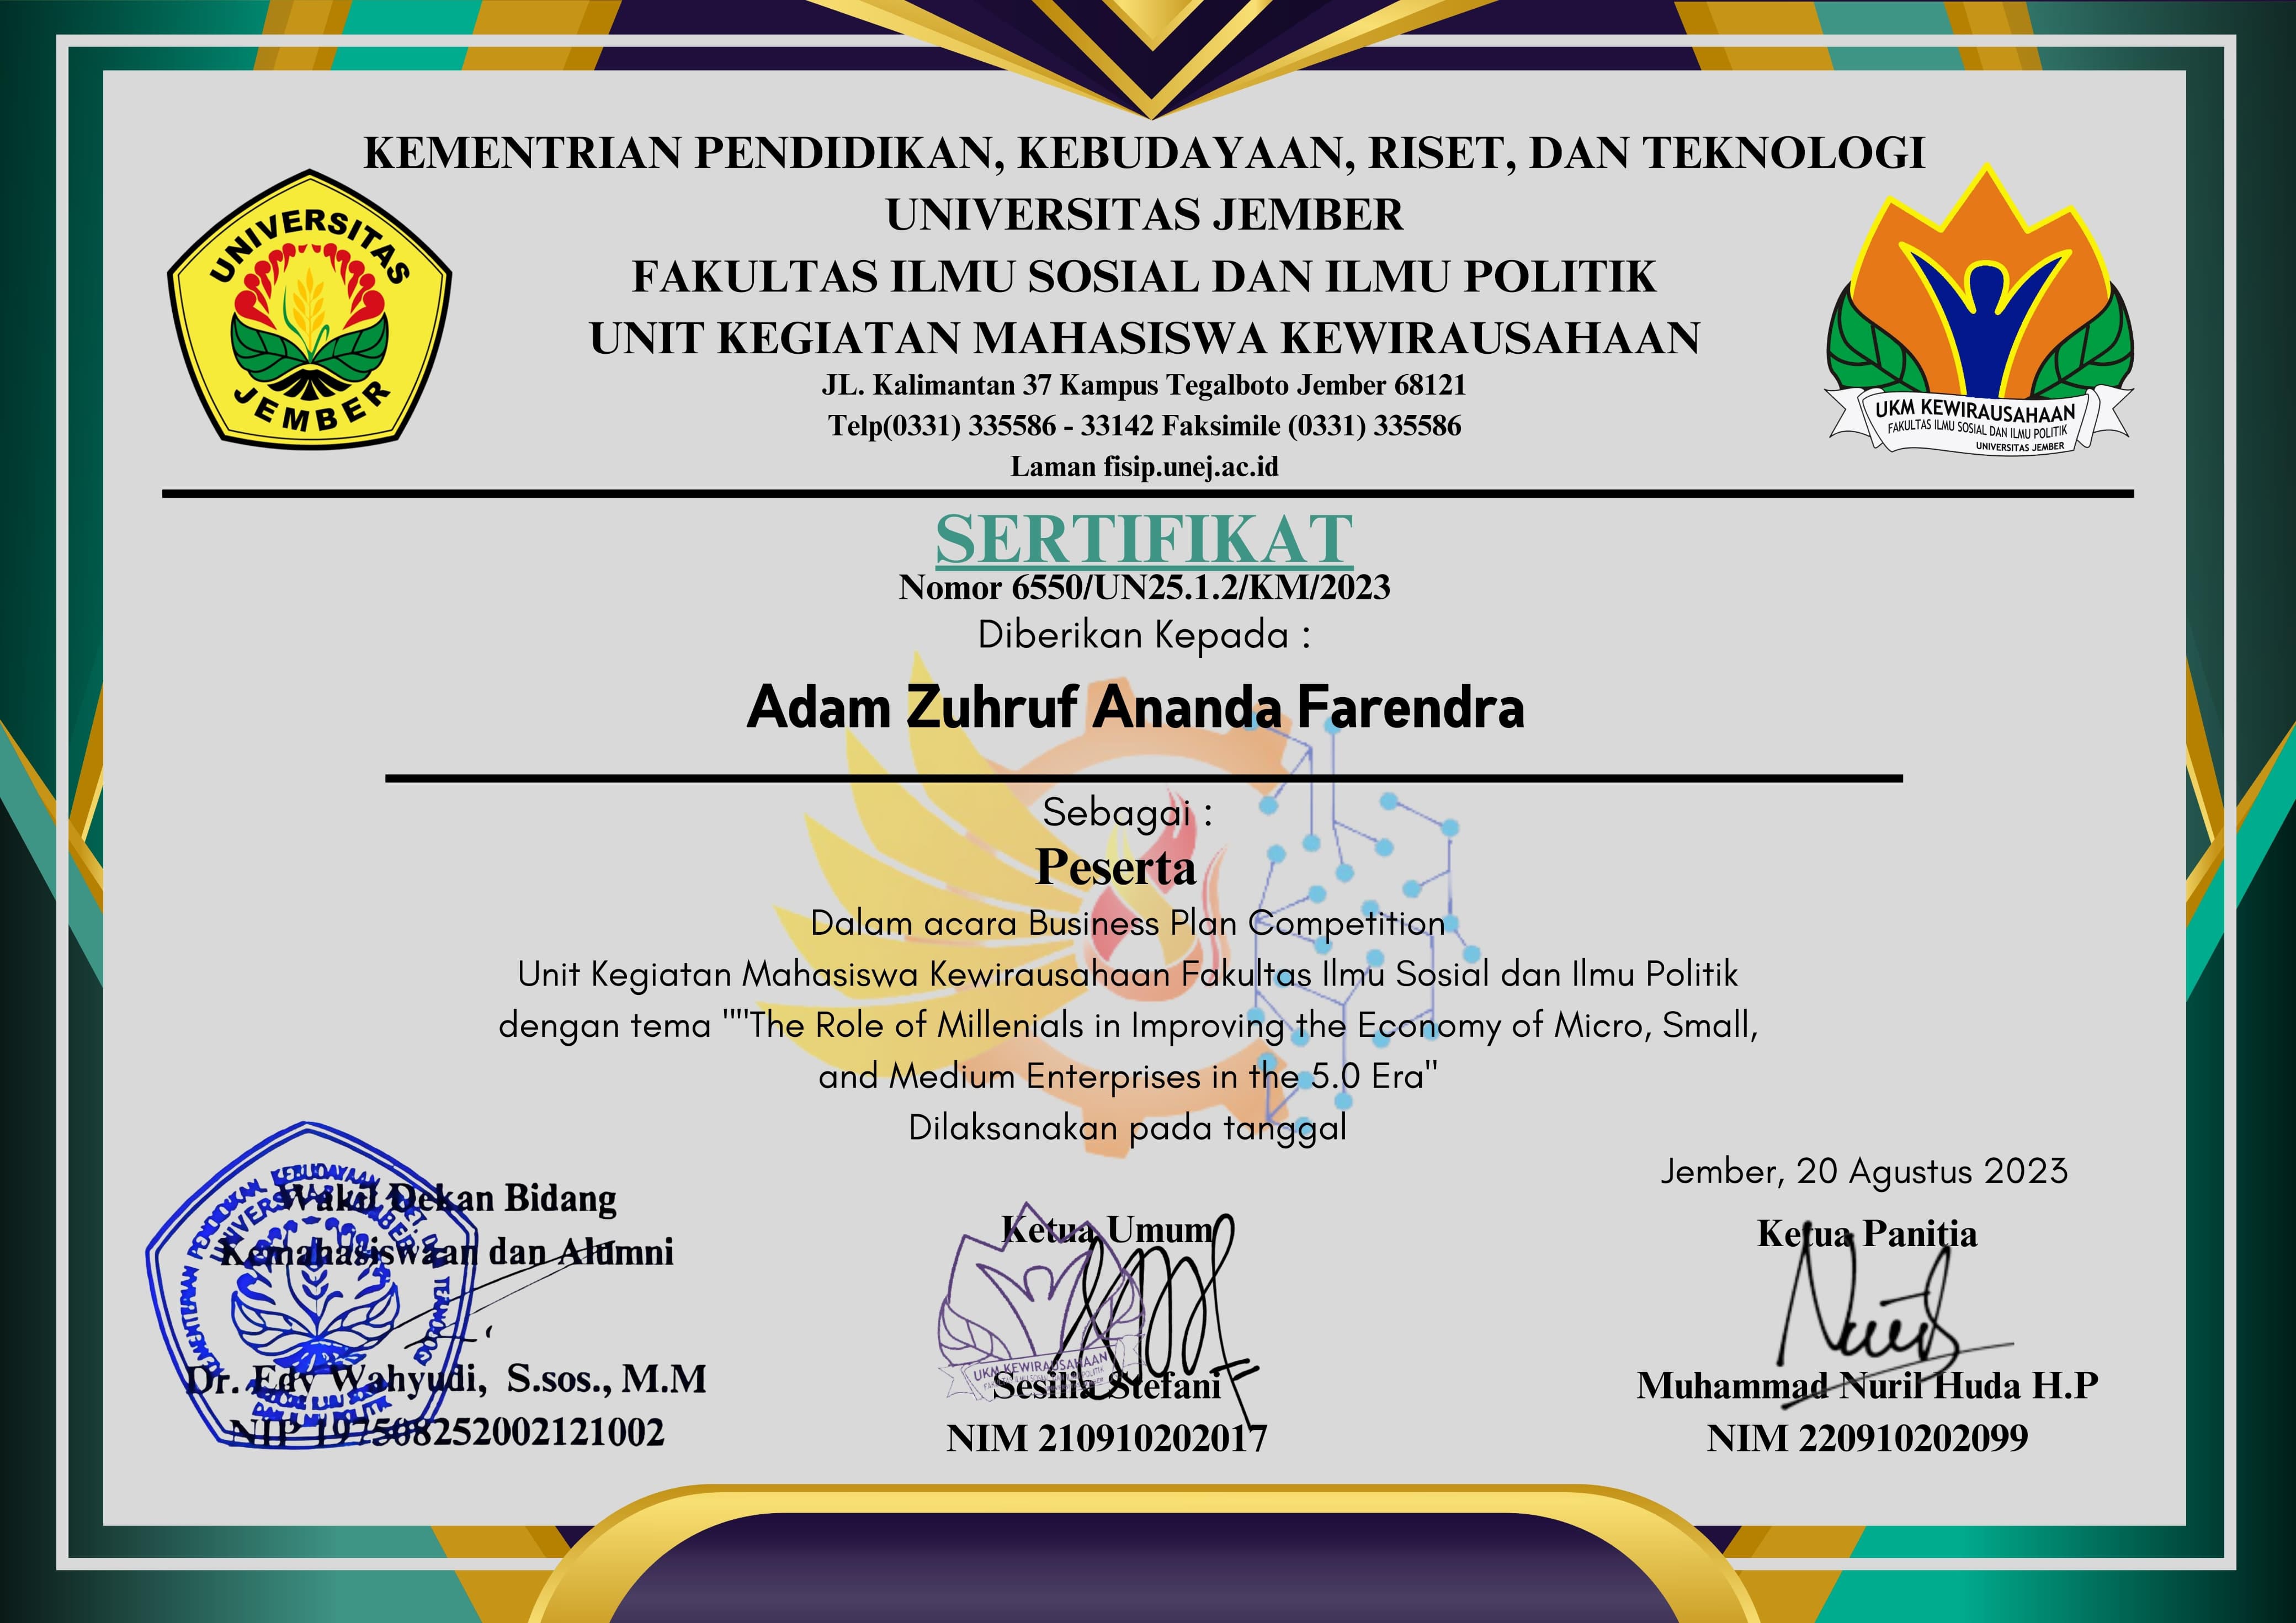 KEMENTRIAN PENDIDIKAN, KEBUDAYAAN, RISET, DAN TEKNOLOGI
UNIVERSITAS JEMBER
FAKULTAS ILMU SOSIAL DAN ILMU POLITIK
UNIT KEGIATAN MAHASISWA KEWIRAUSAHAAN
JL. Kalimantan 37 Kampus Tegalboto Jember 68121
Telp(0331) 335586 - 33142 Faksimile (0331) 335586
Laman fisip.unej.ac.id
UNIVERSITAS
JEMBER
UKM KEWIRAUSAHAAN
FAKULTAS ILMU SOSIAL DAN ILMU POLITIK
UNIVERSITAS JEMBER
SERTIFIKAT
Nomor 6550/UN25.1.2/KM/2023
Diberikan Kepada :
Adam Zuhruf Ananda Farendra
Sebagai :
Peserta
Dalam acara Business Plan Competition
Unit Kegiatan Mahasiswa Kewirausahaan Fakultas Ilmu Sosial dan Ilmu Politik
dengan tema ""The Role of Millenials in Improving the Economy of Micro, Small,
and Medium Enterprises in the 5.0 Era"
Dilaksanakan pada tanggal
Jember, 20 Agustus 2023
Wakil Dekan Bidang
Kemahasiswaan dan Alumni
Dr. Edy Wahyudi, S.sos., M.M
NIP 197508252002121002
Ketua Umum
UKM KEWIRAUSAHAAN
Stefani
NIM 210910202017
Ketua Panitia
Muhammad Nuril Huda H.P
NIM 220910202099